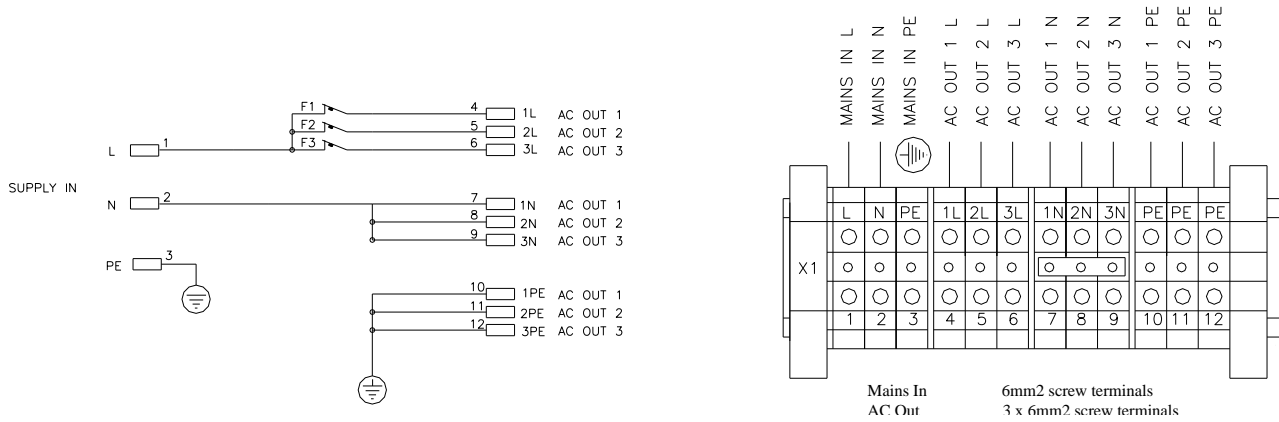 SUPPLY IN
L 1
F1 4 1L AC OUT 1
F2 5 2L AC OUT 2
F3 6 3L AC OUT 3
N 2
7 1N AC OUT 1
8 2N AC OUT 2
9 3N AC OUT 3
PE 3
10 1PE AC OUT 1
11 2PE AC OUT 2
12 3PE AC OUT 3
MAINS IN L
MAINS IN N
MAINS IN PE
AC OUT 1 L
AC OUT 2 L
AC OUT 3 L
AC OUT 1 N
AC OUT 2 N
AC OUT 3 N
AC OUT 1 PE
AC OUT 2 PE
AC OUT 3 PE
L N PE 1L 2L 3L 1N 2N 3N PE PE PE
X1
1 2 3 4 5 6 7 8 9 10 11 12
Mains In 6mm2 screw terminals
AC Out 3 x 6mm2 screw terminals